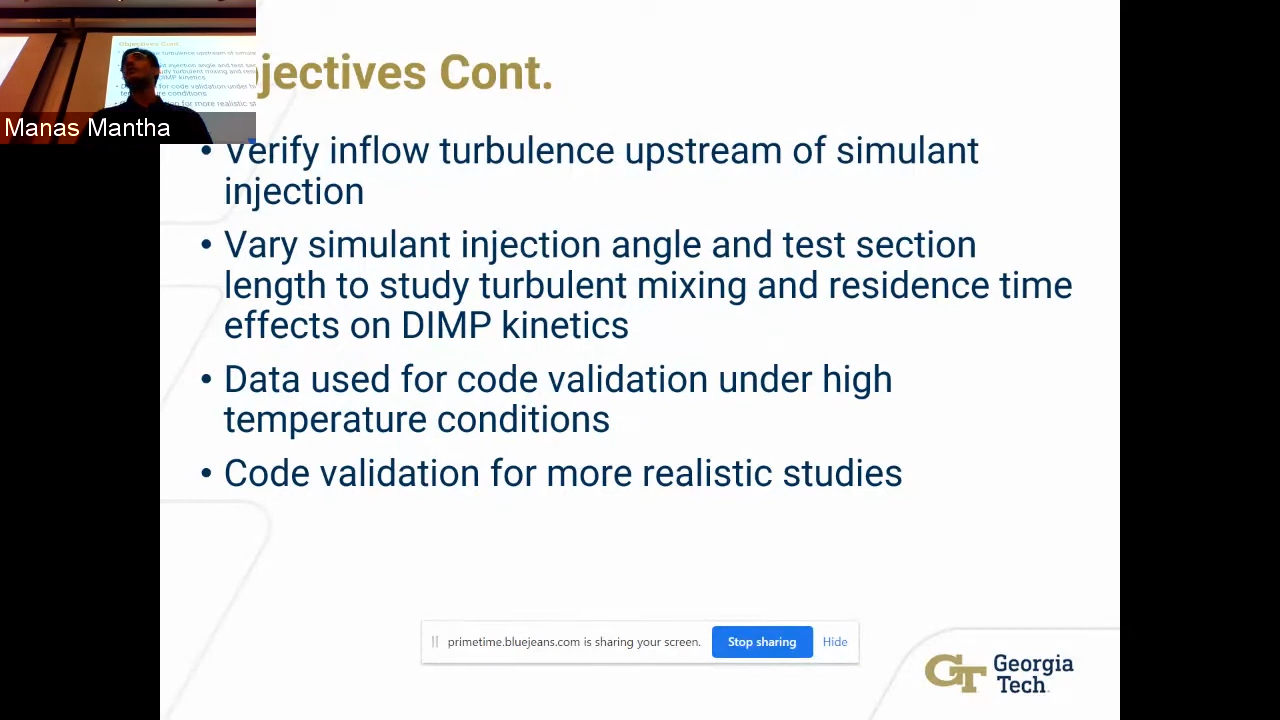 jectives Cont.
Manas Mantha
• Verify inflow turbulence upstream of simulant
injection
• Vary simulant injection angle and test section
length to study turbulent mixing and residence time
effects on DIMP kinetics
• Data used for code validation under high
temperature conditions
• Code validation for more realistic studies
primetime.bluejeans.com is sharing your screen.
Stop sharing
Hide
GT Georgia
Tech